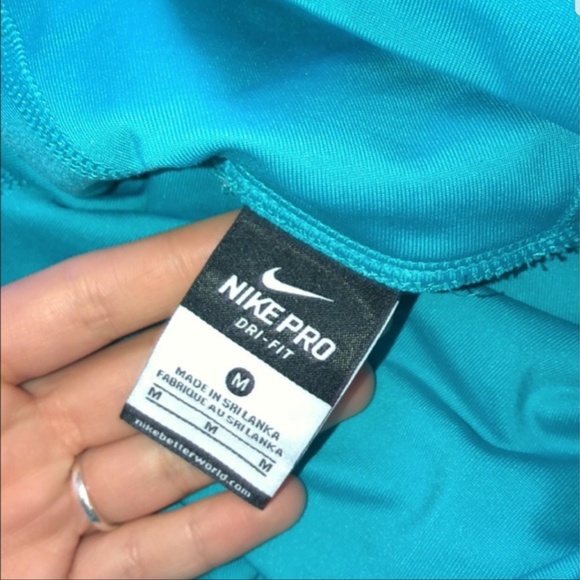 NIKE PRO
DRI-FIT
M
MADE IN SRI LANKA
FABRIQUE AU SRI LANKA
M M M
nikebetterworld.com